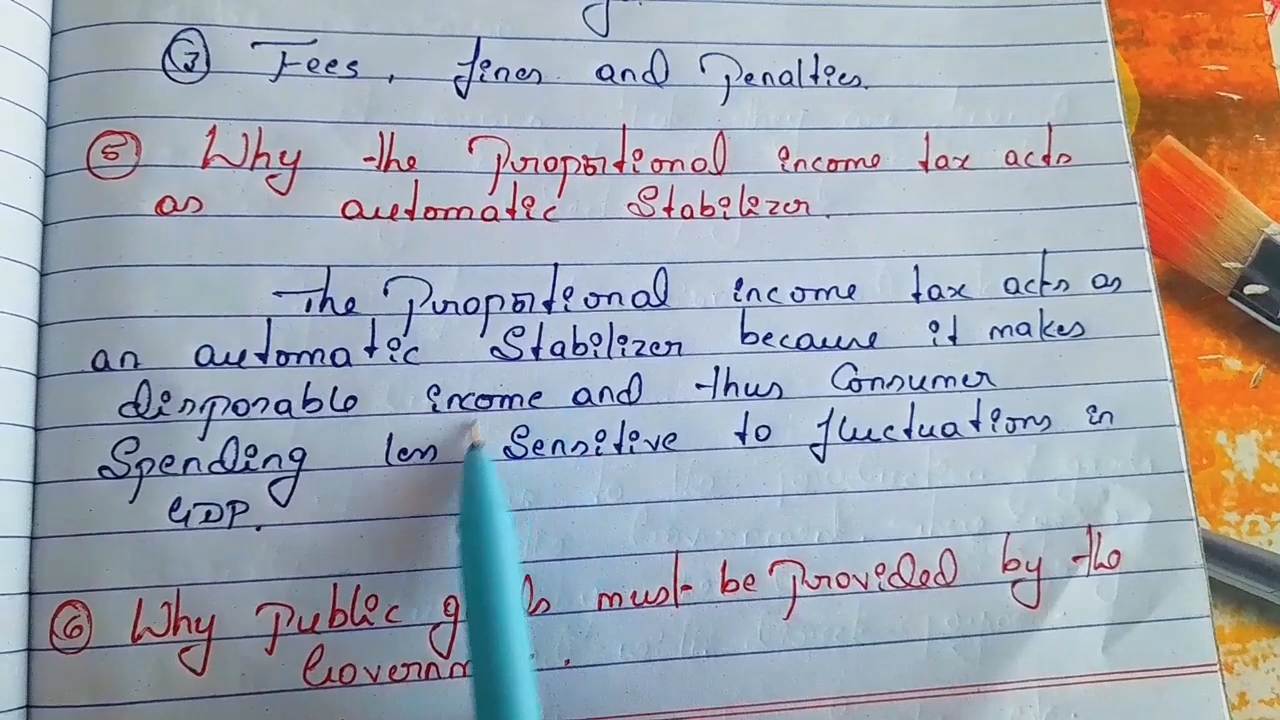 ③ Fees, fines and Penalties.
⑤ Why the Proportional income tax acts
as automatic Stabilizer.
The Proportional income tax acts as
an automatic Stabilizer because it makes
disposable income and thus Consumer
Spending less Sensitive to fluctuations in
GDP.
⑥ Why Public must be Provided by the